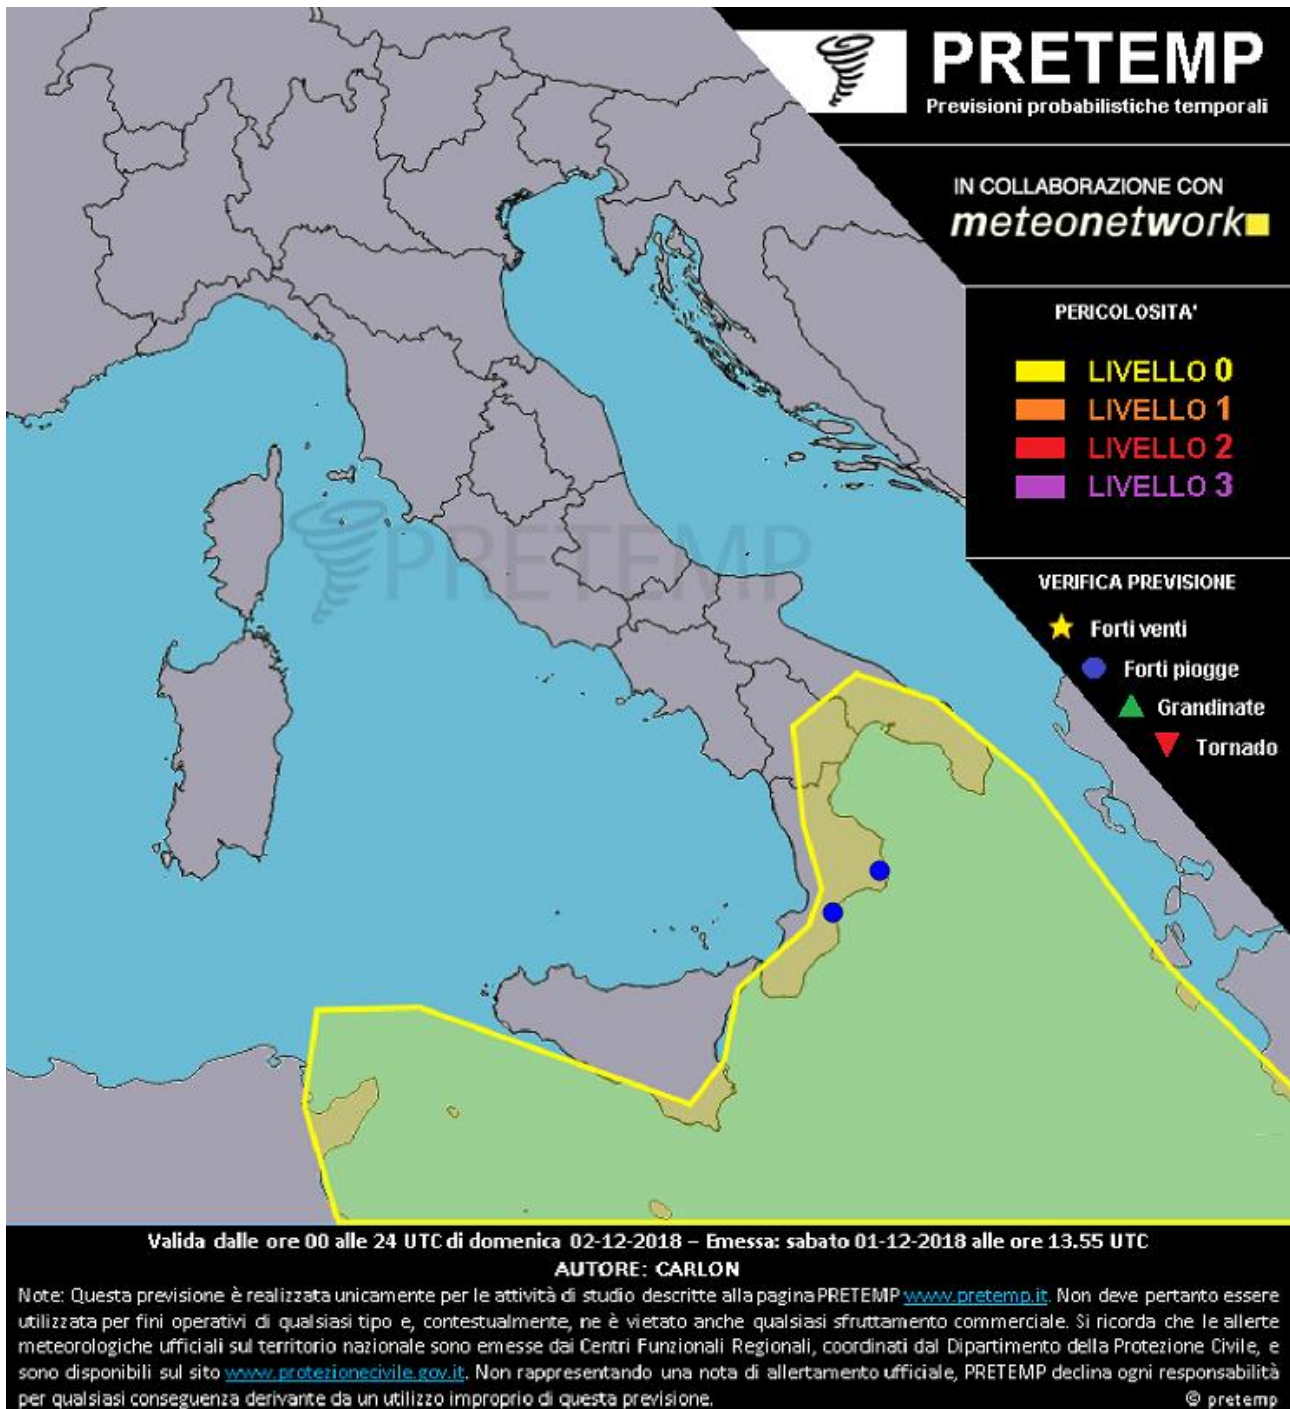 PRETEMP
Previsioni probabilistiche temporali
IN COLLABORAZIONE CON
meteonetwork
PERICOLOSITA'
LIVELLO 0
LIVELLO 1
LIVELLO 2
LIVELLO 3
PRETEMP
VERIFICA PREVISIONE
Forti venti
Forti piogge
Grandinate
Tornado
Valida dalle ore 00 alle 24 UTC di domenica 02-12-2018 – Emessa: sabato 01-12-2018 alle ore 13.55 UTC
AUTORE: CARLON
Note: Questa previsione è realizzata unicamente per le attività di studio descritte alla pagina PRETEMP www.pretemp.it. Non deve pertanto essere
utilizzata per fini operativi di qualsiasi tipo e, contestualmente, ne è vietato anche qualsiasi sfruttamento commerciale. Si ricorda che le allerte
meteorologiche ufficiali sul territorio nazionale sono emesse dai Centri Funzionali Regionali, coordinati dal Dipartimento della Protezione Civile, e
sono disponibili sul sito www.protezionecivile.gov.it. Non rappresentando una nota di allertamento ufficiale, PRETEMP declina ogni responsabilità
per qualsiasi conseguenza derivante da un utilizzo improprio di questa previsione.
© pretemp